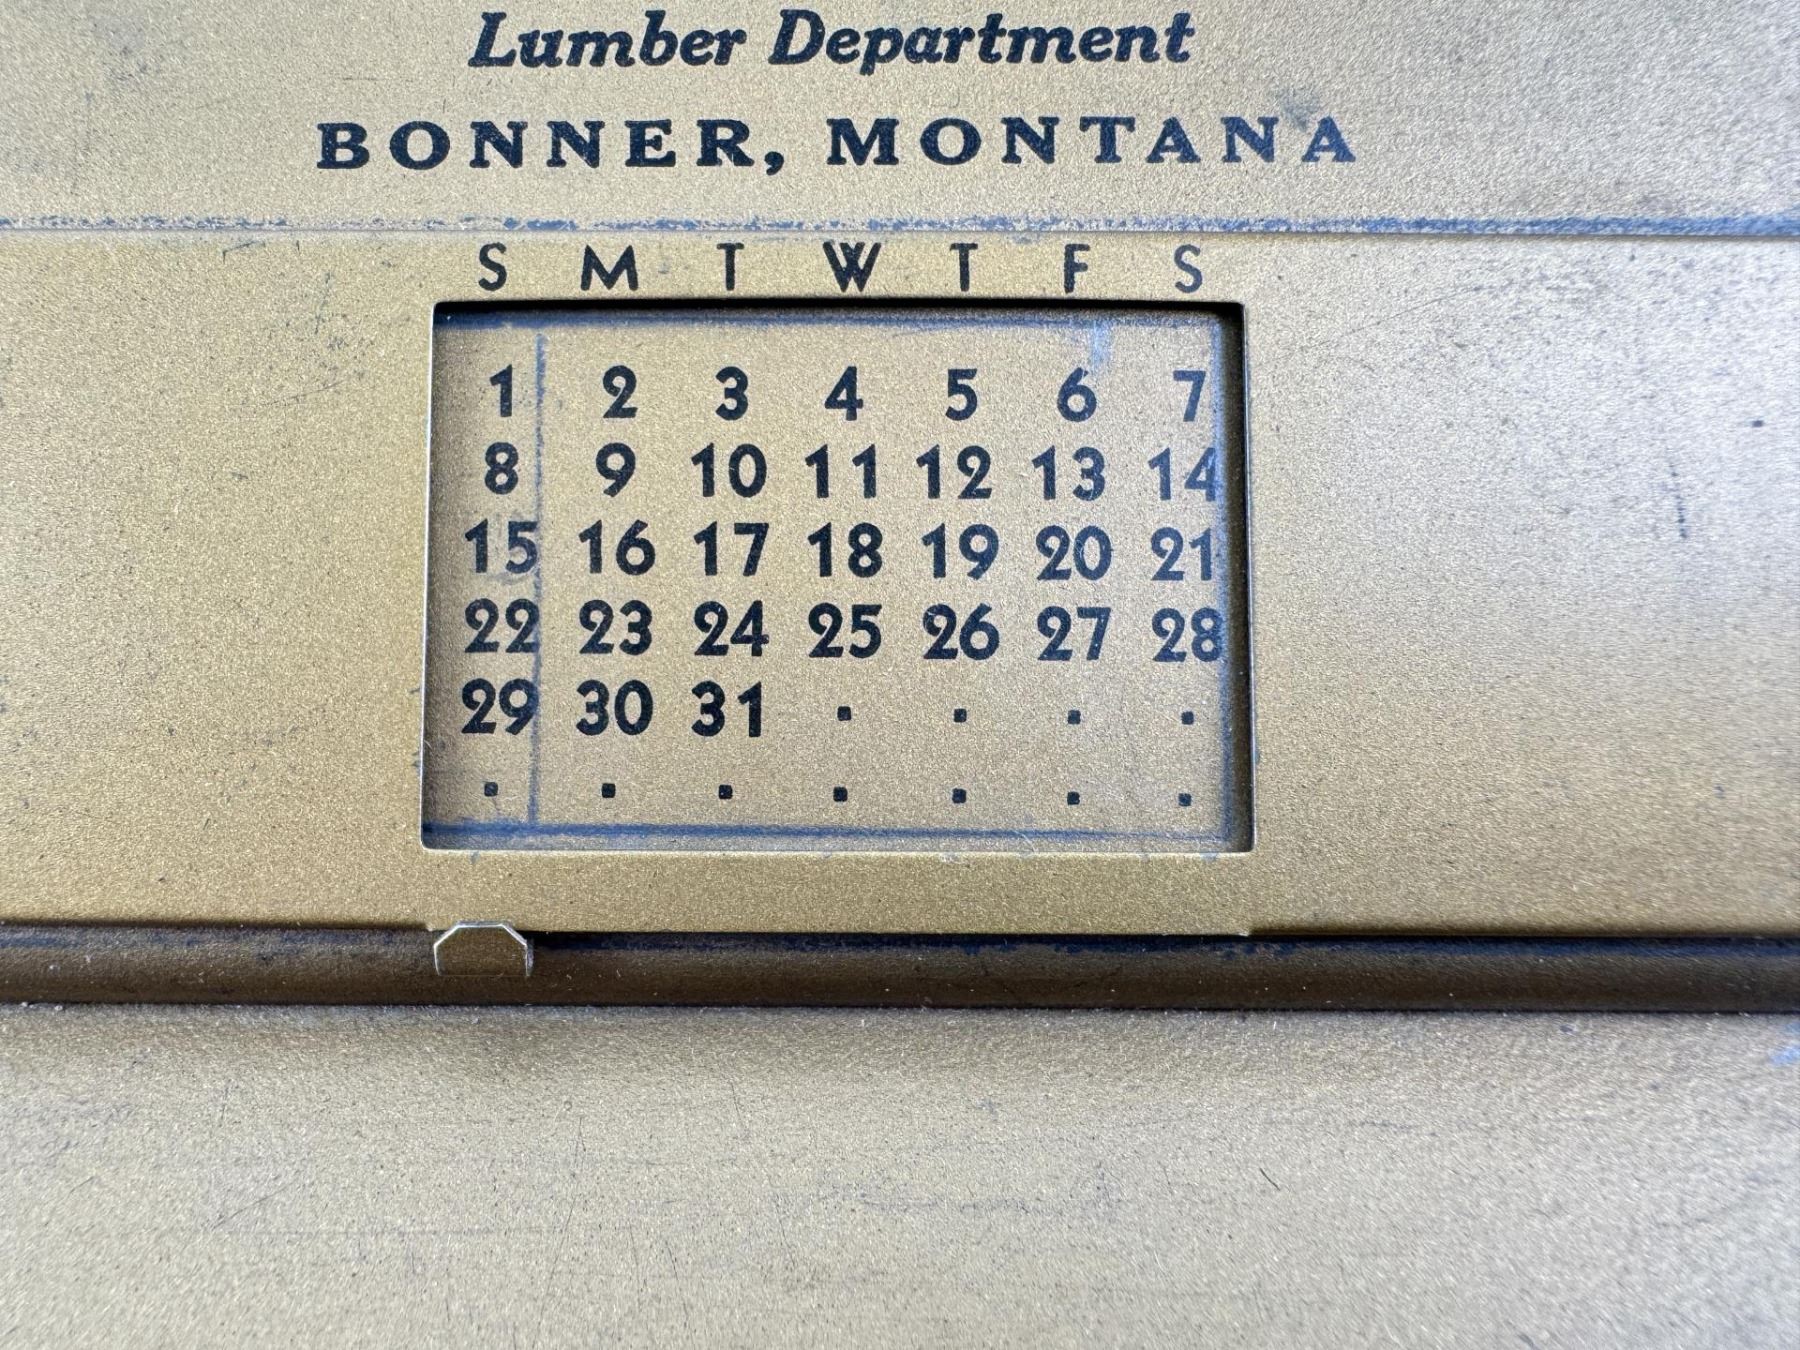 Lumber Department
BONNER, MONTANA
S M T W T F S
1 2 3 4 5 6 7
8 9 10 11 12 13 14
15 16 17 18 19 20 21
22 23 24 25 26 27 28
29 30 31 . . . .
. . . . . . .